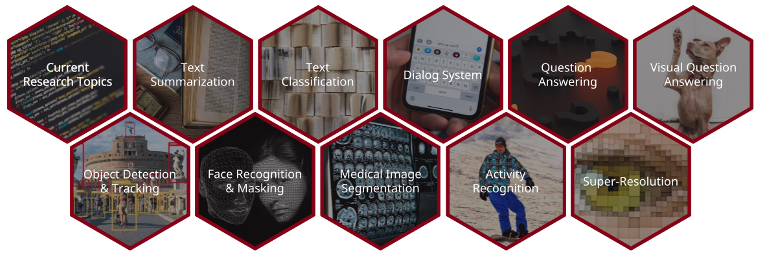 Current
Research Topics
Text
Summarization
Text
Classification
Dialog System
Question
Answering
Visual Question
Answering
Object Detection
& Tracking
Face Recognition
& Masking
Medical Image
Segmentation
Activity
Recognition
Super-Resolution